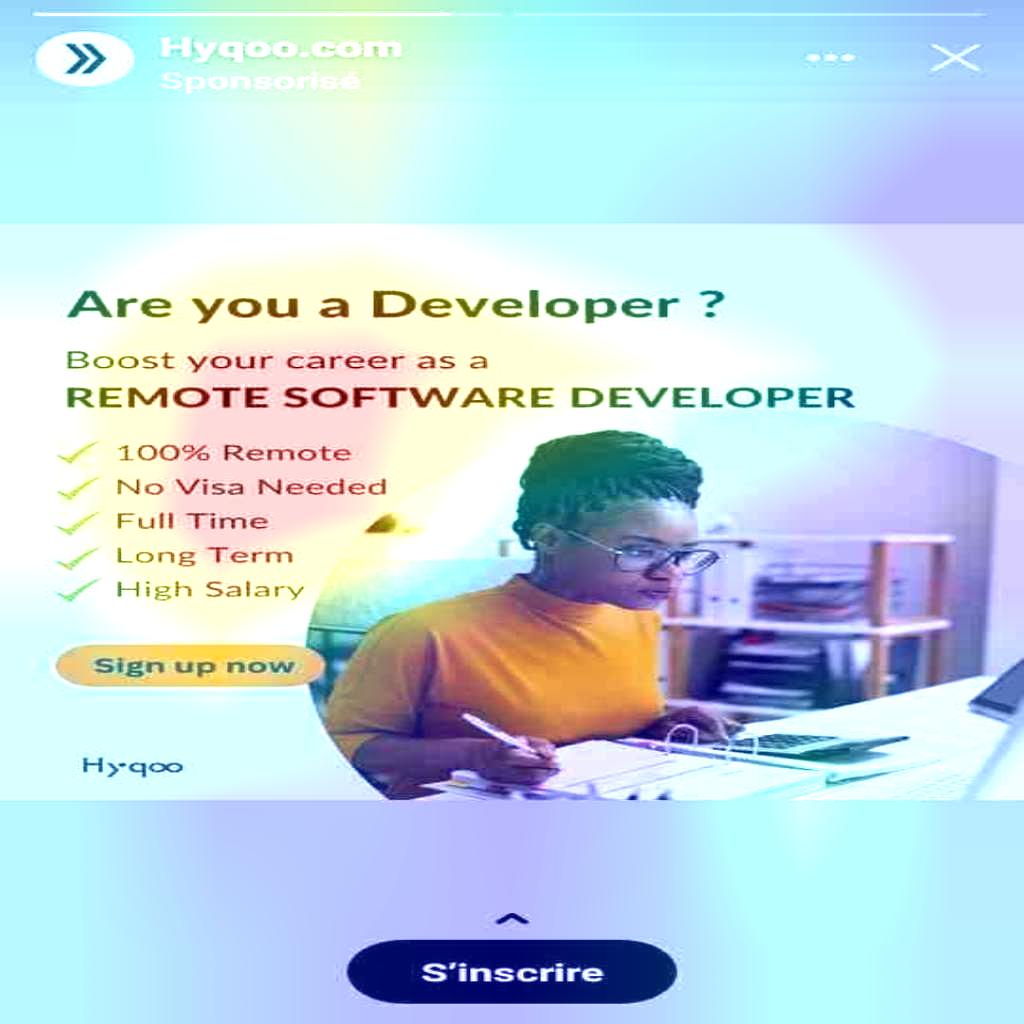 Hyqoo.com
Sponsorisé
Are you a Developer ?
Boost your career as a
REMOTE SOFTWARE DEVELOPER
100% Remote
No Visa Needed
Full Time
Long Term
High Salary
Sign up now
Hyqoo
S'inscrire